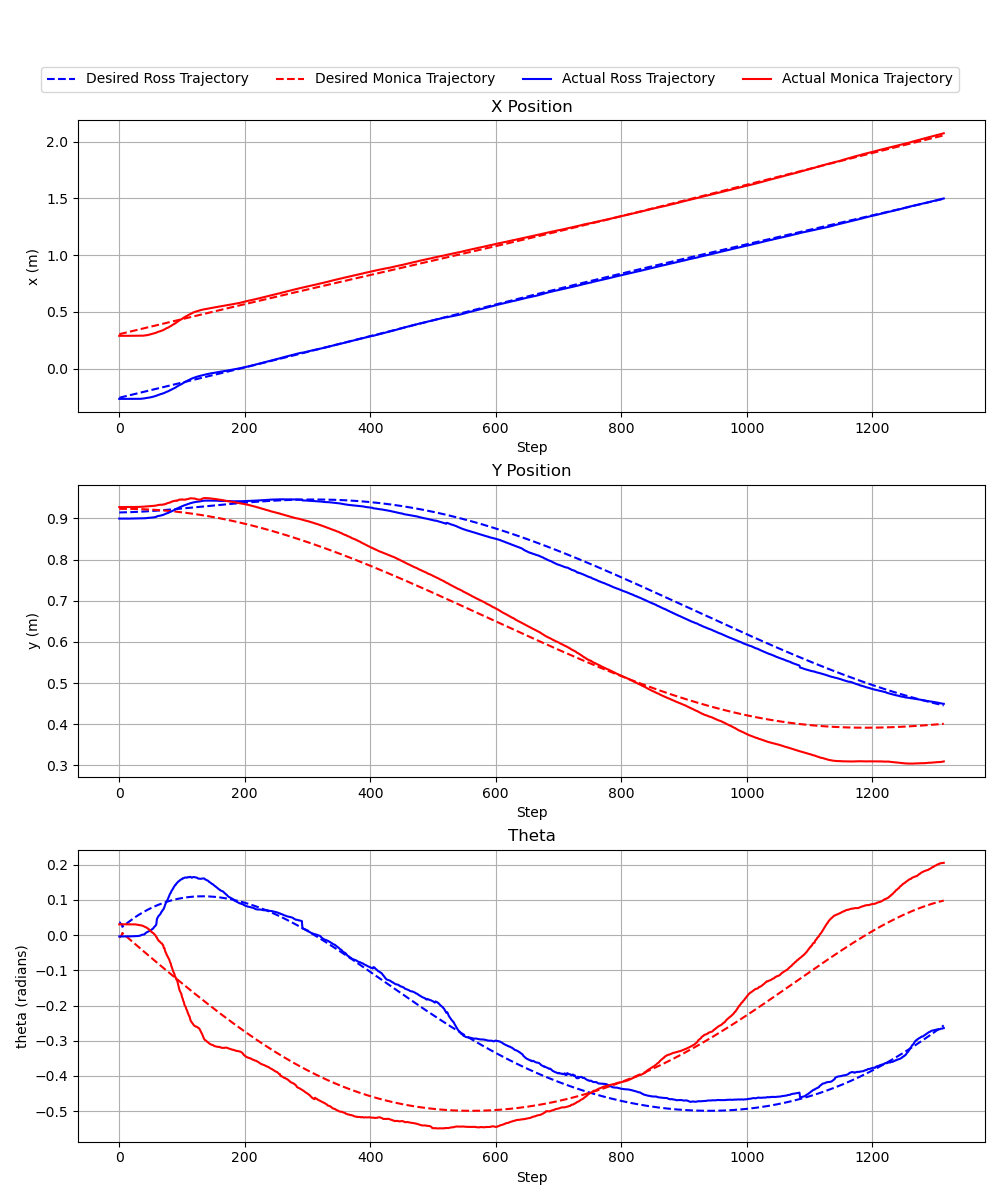 Desired Ross Trajectory Desired Monica Trajectory Actual Ross Trajectory Actual Monica Trajectory
X Position
2.0
1.5
1.0
0.5
0.0
x (m)
0 200 400 600 800 1000 1200
Step
Y Position
0.9
0.8
0.7
0.6
0.5
0.4
0.3
y (m)
0 200 400 600 800 1000 1200
Step
Theta
0.2
0.1
0.0
−0.1
−0.2
−0.3
−0.4
−0.5
theta (radians)
0 200 400 600 800 1000 1200
Step